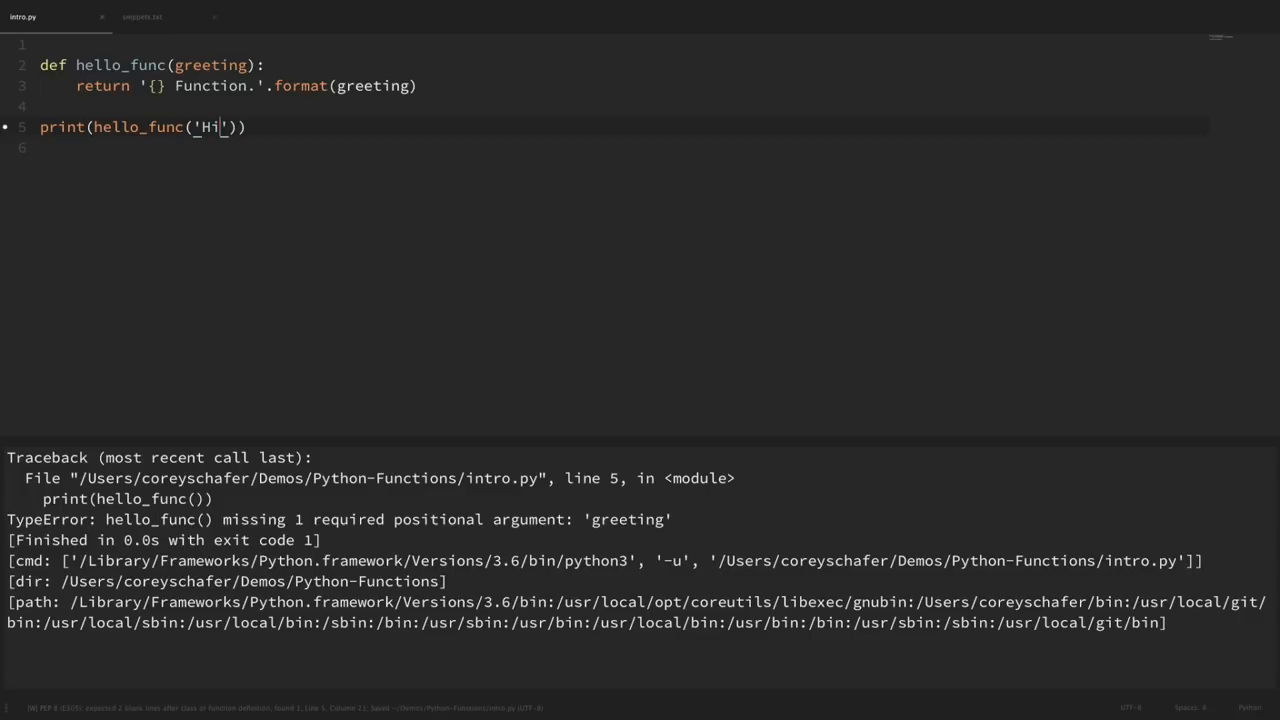 intro.py × snippets.txt ×
1
2 def hello_func(greeting):
3 return '{} Function.'.format(greeting)
4
5 print(hello_func('Hi'))
6
Traceback (most recent call last):
File "/Users/coreyschafer/Demos/Python-Functions/intro.py", line 5, in <module>
print(hello_func())
TypeError: hello_func() missing 1 required positional argument: 'greeting'
[Finished in 0.0s with exit code 1]
[cmd: ['/Library/Frameworks/Python.framework/Versions/3.6/bin/python3', '-u', '/Users/coreyschafer/Demos/Python-Functions/intro.py']]
[dir: /Users/coreyschafer/Demos/Python-Functions]
[path: /Library/Frameworks/Python.framework/Versions/3.6/bin:/usr/local/opt/coreutils/libexec/gnubin:/Users/coreyschafer/bin:/usr/local/git/
bin:/usr/local/sbin:/usr/local/bin:/sbin:/bin:/usr/sbin:/usr/bin:/usr/local/bin:/usr/bin:/bin:/usr/sbin:/sbin:/usr/local/git/bin]
[W] PEP 8 (E305): expected 2 blank lines after class or function definition, found 1, Line 5, Column 21; Saved ~/Demos/Python-Functions/intro.py (UTF-8) UTF-8 Spaces: 4 Python